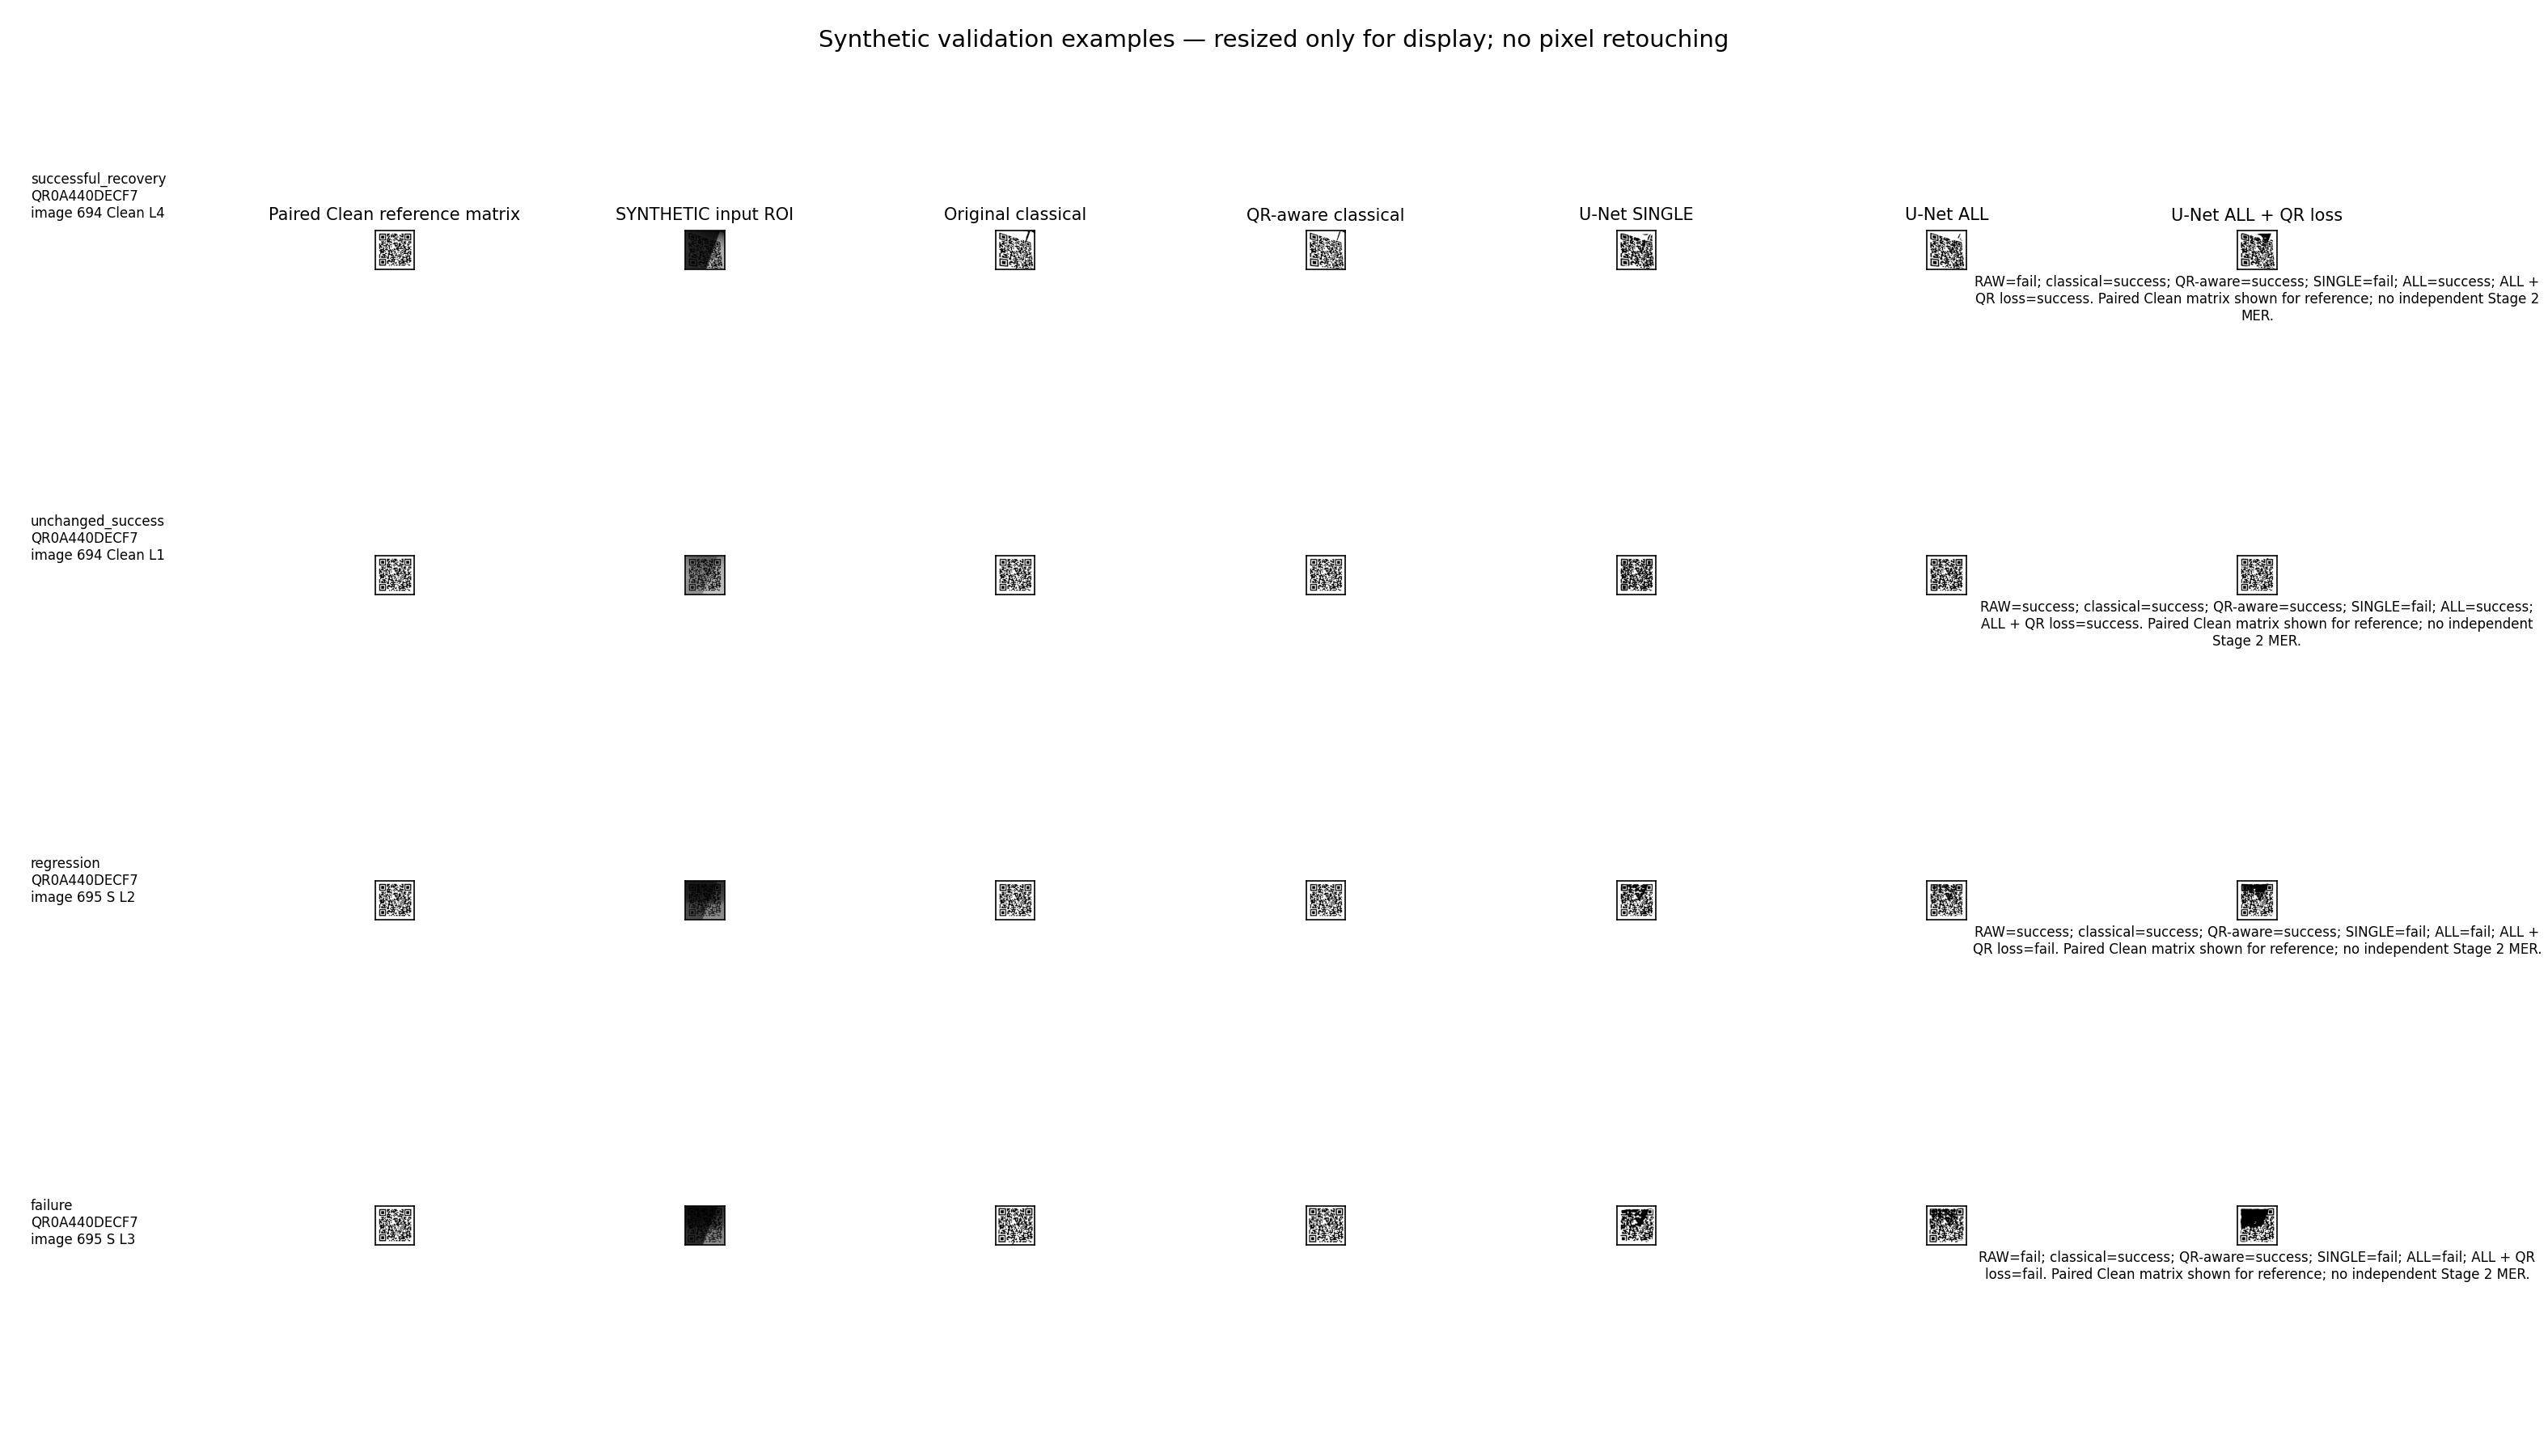 Synthetic validation examples — resized only for display; no pixel retouching
successful_recovery
QR0A440DECF7
image 694 Clean L4
Paired Clean reference matrix
SYNTHETIC input ROI
Original classical
QR-aware classical
U-Net SINGLE
U-Net ALL
U-Net ALL + QR loss
RAW=fail; classical=success; QR-aware=success; SINGLE=fail; ALL=success; ALL +
QR loss=success. Paired Clean matrix shown for reference; no independent Stage 2
MER.
unchanged_success
QR0A440DECF7
image 694 Clean L1
RAW=success; classical=success; QR-aware=success; SINGLE=fail; ALL=success;
ALL + QR loss=success. Paired Clean matrix shown for reference; no independent
Stage 2 MER.
regression
QR0A440DECF7
image 695 S L2
RAW=success; classical=success; QR-aware=success; SINGLE=fail; ALL=fail; ALL +
QR loss=fail. Paired Clean matrix shown for reference; no independent Stage 2 MER.
failure
QR0A440DECF7
image 695 S L3
RAW=fail; classical=success; QR-aware=success; SINGLE=fail; ALL=fail; ALL + QR
loss=fail. Paired Clean matrix shown for reference; no independent Stage 2 MER.